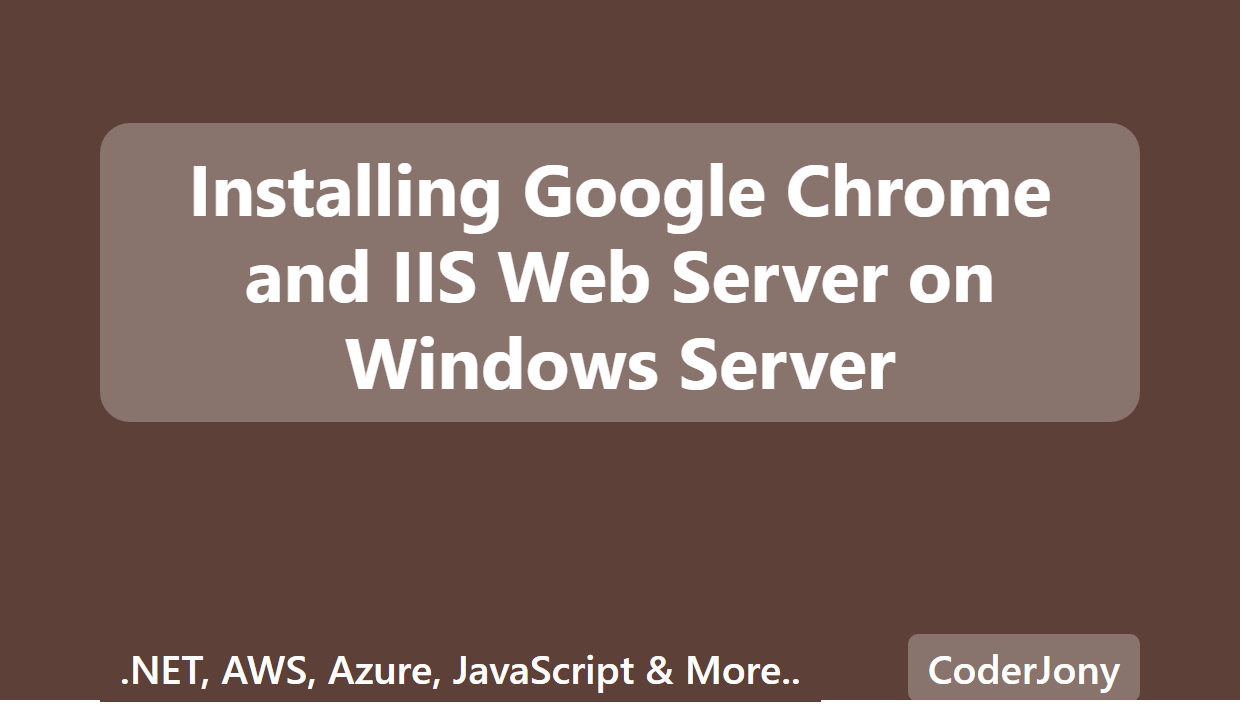 Installing Google Chrome
and IIS Web Server on
Windows Server
.NET, AWS, Azure, JavaScript & More..
CoderJony